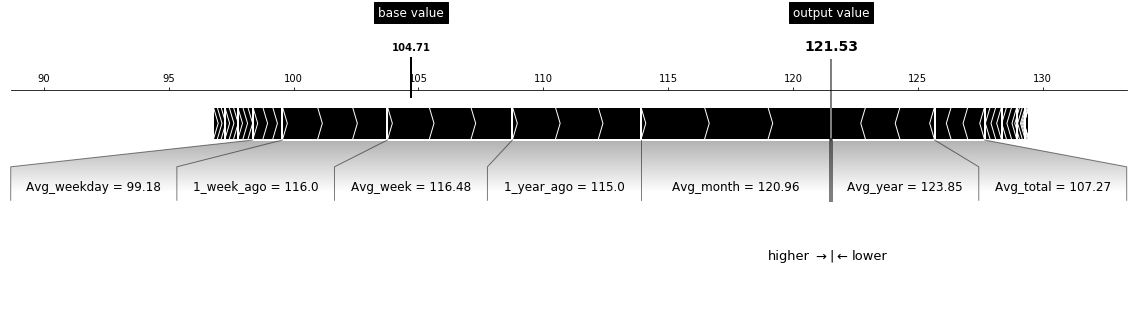 base value output value
104.71 121.53
90 95 100 105 110 115 120 125 130
Avg_weekday = 99.18 1_week_ago = 116.0 Avg_week = 116.48 1_year_ago = 115.0 Avg_month = 120.96 Avg_year = 123.85 Avg_total = 107.27
higher →|← lower